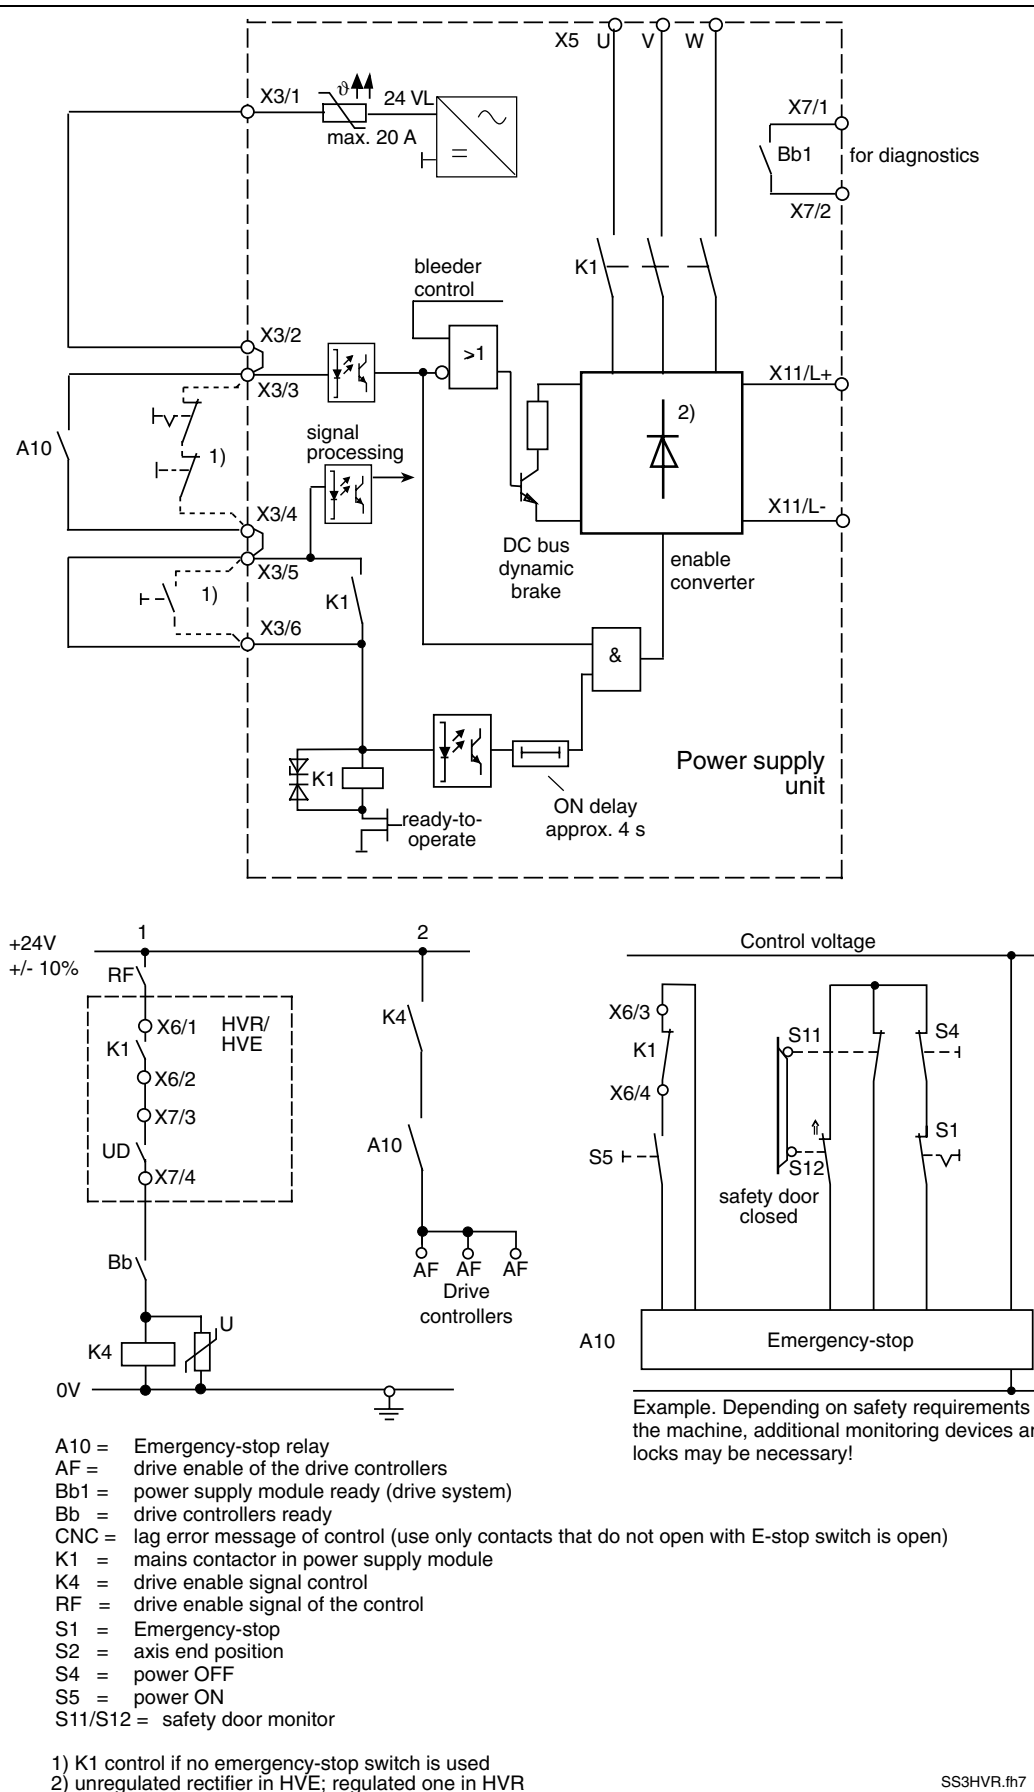 X5 U V W
X3/1
ϑ
24 VL
max. 20 A
X7/1
Bb1
for diagnostics
X7/2
K1
bleeder
control
X3/2
>1
X3/3
X11/L+
2)
A10
1)
signal
processing
X3/4
X11/L-
X3/5
DC bus
dynamic
brake
enable
converter
1)
K1
X3/6
&
Power supply
unit
K1
ON delay
approx. 4 s
ready-to-
operate
+24V
+/- 10%
1
2
RF
HVR/
HVE
X6/1
K1
X6/2
X7/3
UD
X7/4
Bb
U
K4
0V
K4
A10
AF AF AF
Drive
controllers
Control voltage
X6/3
K1
X6/4
S5
S11
S4
S1
S12
safety door
closed
A10
Emergency-stop
Example. Depending on safety requirements
the machine, additional monitoring devices
locks may be necessary!
A10 = Emergency-stop relay
AF = drive enable of the drive controllers
Bb1 = power supply module ready (drive system)
Bb = drive controllers ready
CNC = lag error message of control (use only contacts that do not open with E-stop switch is open)
K1 = mains contactor in power supply module
K4 = drive enable signal control
RF = drive enable signal of the control
S1 = Emergency-stop
S2 = axis end position
S4 = power OFF
S5 = power ON
S11/S12 = safety door monitor
1) K1 control if no emergency-stop switch is used
2) unregulated rectifier in HVE; regulated one in HVR
SS3HVR.fh7